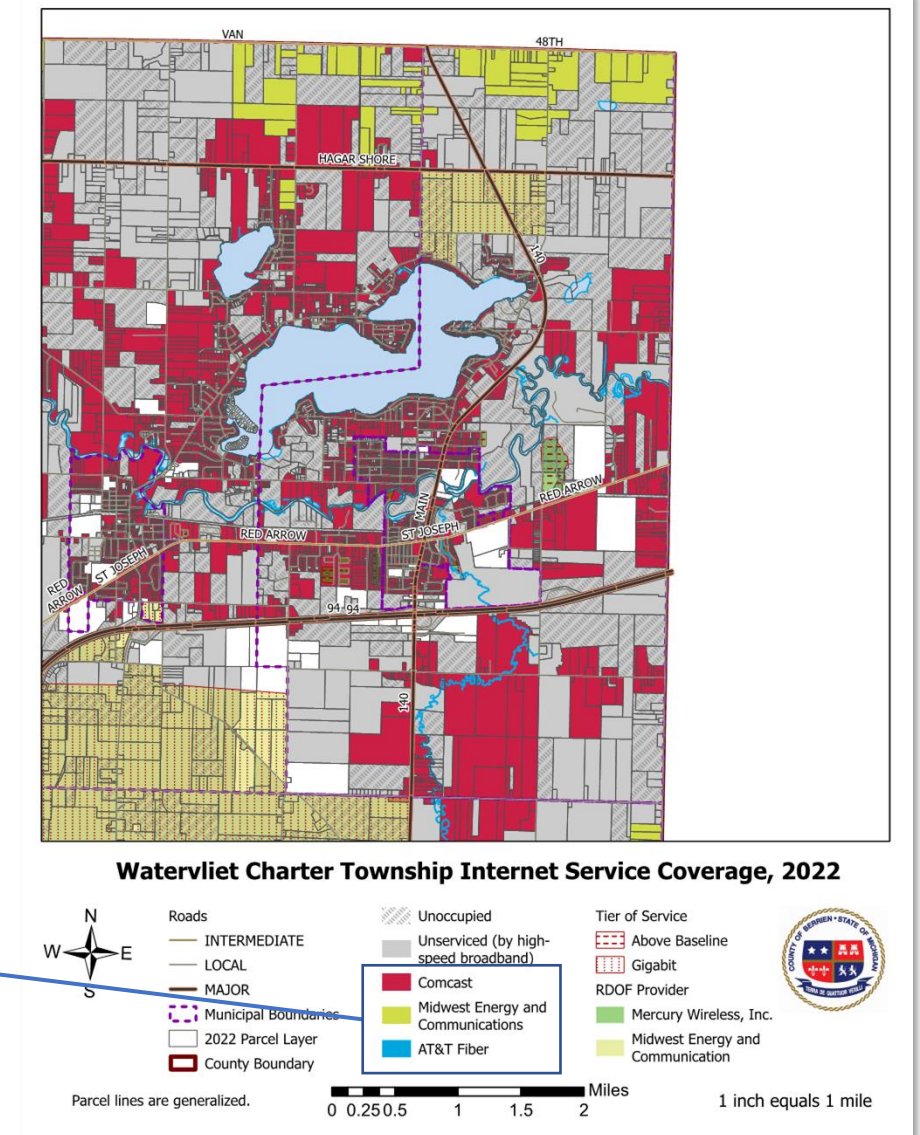 VAN
48TH
HAGAR SHORE
140
MAIN
RED ARROW
ST JOSEPH
RED ARROW
ST JOSEPH
RED
ARROW
94 94
140
Watervliet Charter Township Internet Service Coverage, 2022
N
W E
S
Roads
INTERMEDIATE
LOCAL
MAJOR
Municipal Boundaries
2022 Parcel Layer
County Boundary
Unoccupied
Unserviced (by high-
speed broadband)
Comcast
Midwest Energy and
Communications
AT&T Fiber
Tier of Service
Above Baseline
Gigabit
RDOF Provider
Mercury Wireless, Inc.
Midwest Energy and
Communication
COUNTY OF BERRIEN • STATE OF MICHIGAN
Parcel lines are generalized.
0 0.25 0.5 1 1.5 2 Miles
1 inch equals 1 mile